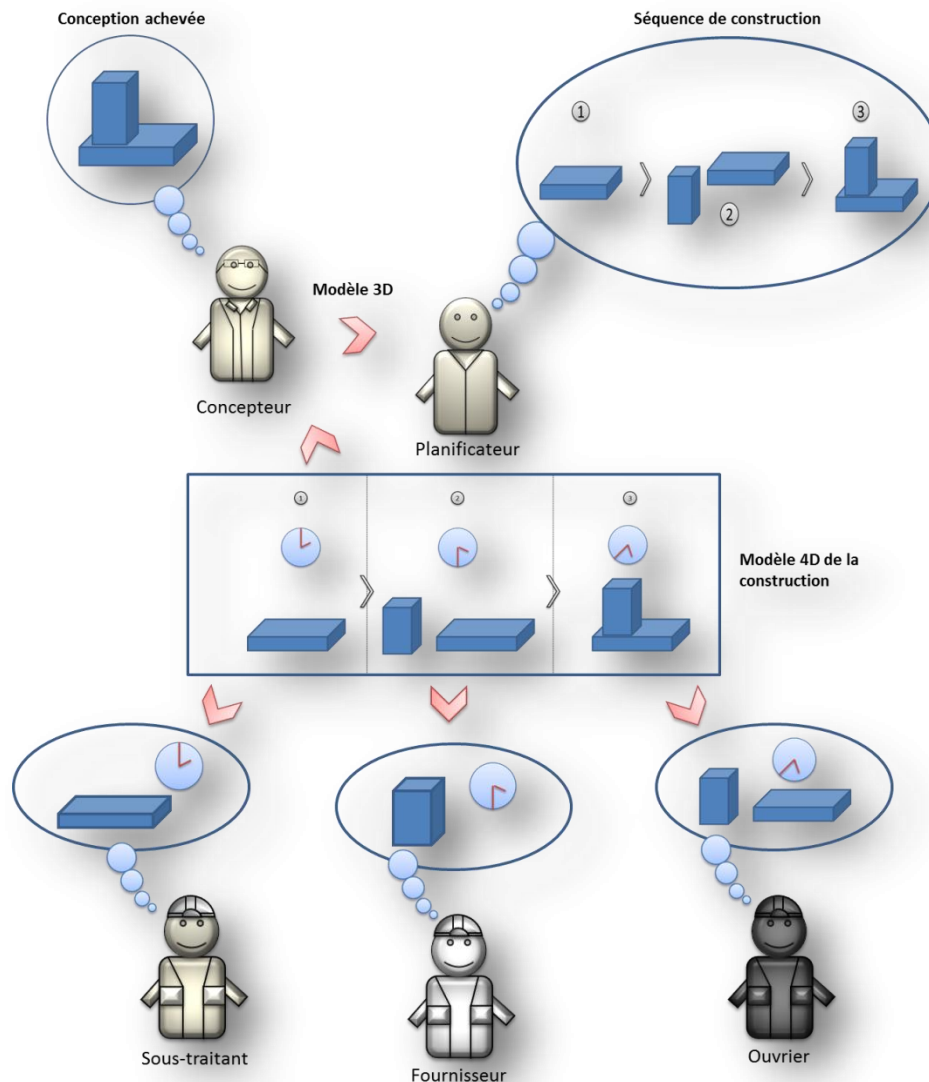 Conception achevée
Séquence de construction
1
3
2
Modèle 3D
Concepteur
Planificateur
1
2
3
Modèle 4D de la
construction
Sous-traitant
Fournisseur
Ouvrier